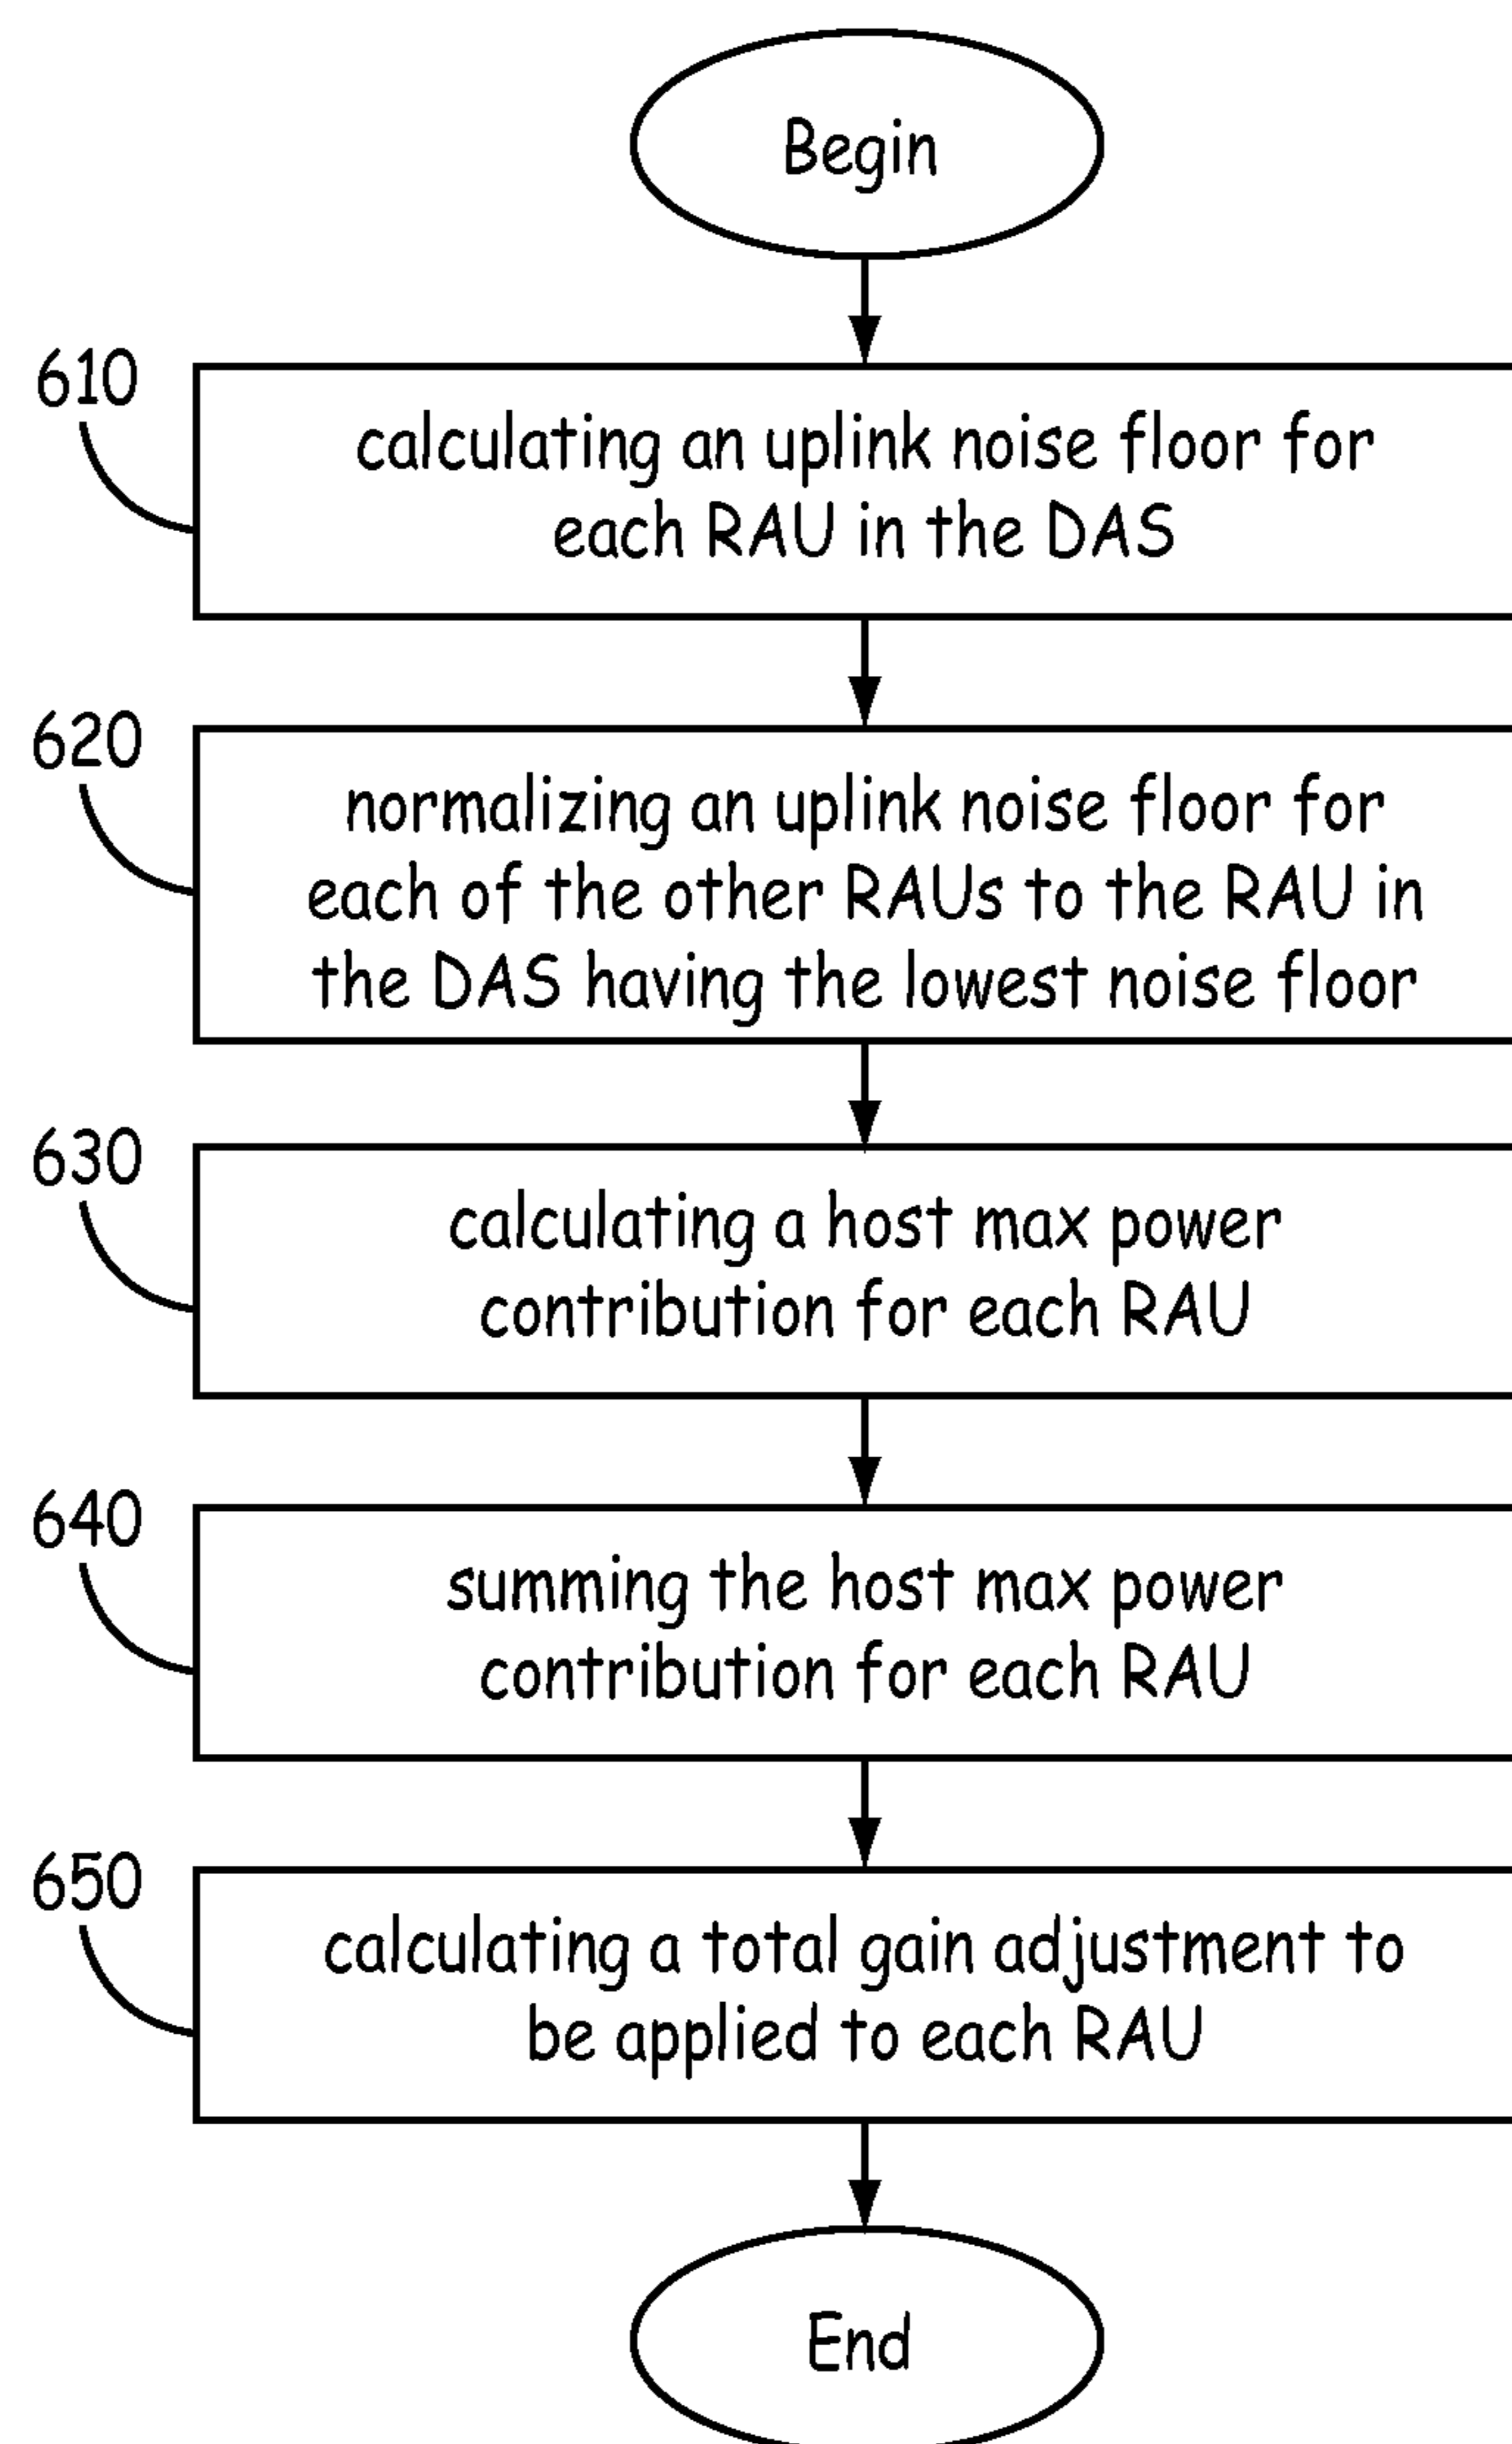 Begin
610
calculating an uplink noise floor for
each RAU in the DAS
620
normalizing an uplink noise floor for
each of the other RAUs to the RAU in
the DAS having the lowest noise floor
630
calculating a host max power
contribution for each RAU
640
summing the host max power
contribution for each RAU
650
calculating a total gain adjustment to
be applied to each RAU
End